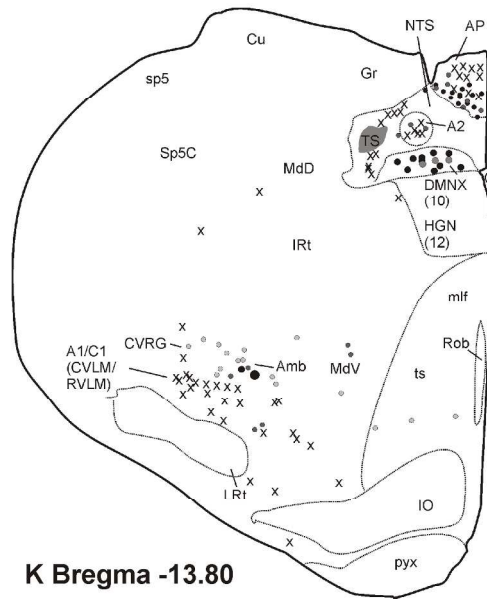 NTS AP
Cu
sp5 Gr
A2
TS
Sp5C
MdD
DMNX
(10)
HGN
(12)
IRt
mlf
CVRG Rob
A1/C1
(CVLM/
RVLM)
Amb MdV ts
LRt
IO
pyx
K Bregma -13.80